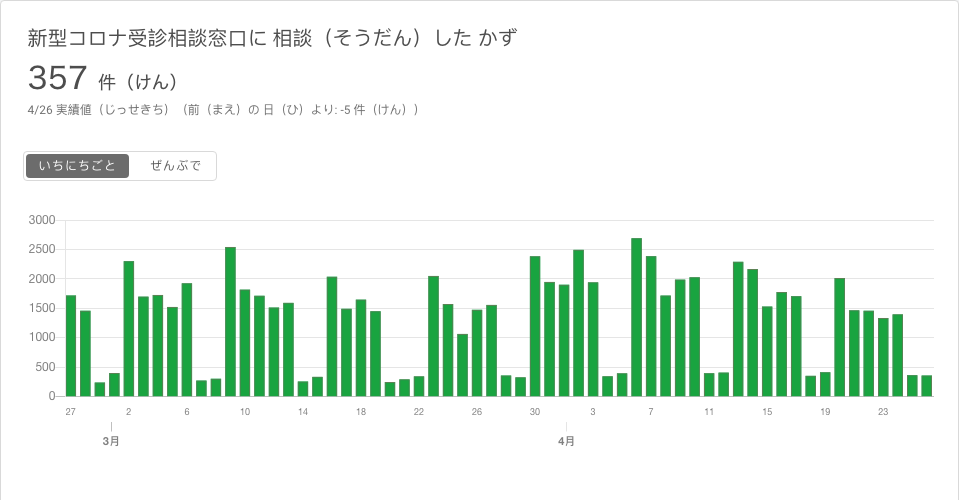 新型コロナ受診相談窓口に 相談（そうだん）した かず
357 件（けん）
4/26 実績値（じっせきち）（前（まえ）の 日（ひ）より: -5 件（けん））
いちにちごと ぜんぶで
3000
2500
2000
1500
1000
500
0
27 2 6 10 14 18 22 26 30 3 7 11 15 19 23
3月 4月